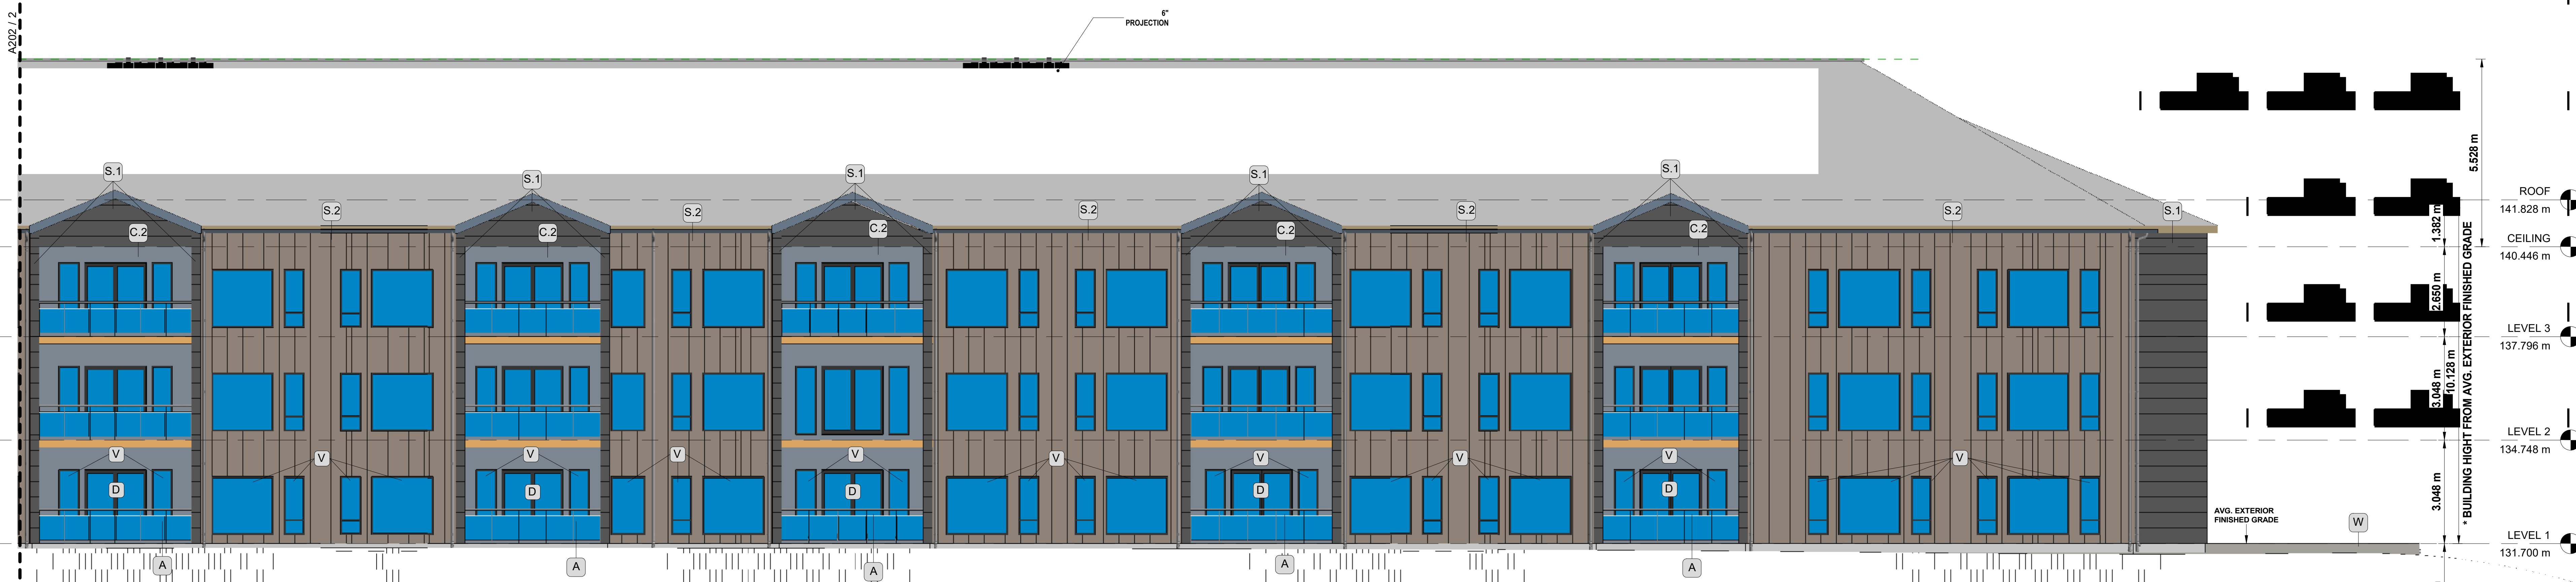 A202 / 2
6"
PROJECTION
S.1
S.1
S.1
S.1
S.1
S.2
S.2
S.2
S.2
S.2
S.1
C.2
C.2
C.2
C.2
C.2
V
V
V
V
V
V
V
V
V
V
D
D
D
D
D
A
A
A
A
A
W
5.528 m
1.382 m
2.650 m
3.048 m
10.128 m
3.048 m
* BUILDING HIGHT FROM AVG. EXTERIOR FINISHED GRADE
AVG. EXTERIOR
FINISHED GRADE
ROOF
141.828 m
CEILING
140.446 m
LEVEL 3
137.796 m
LEVEL 2
134.748 m
LEVEL 1
131.700 m